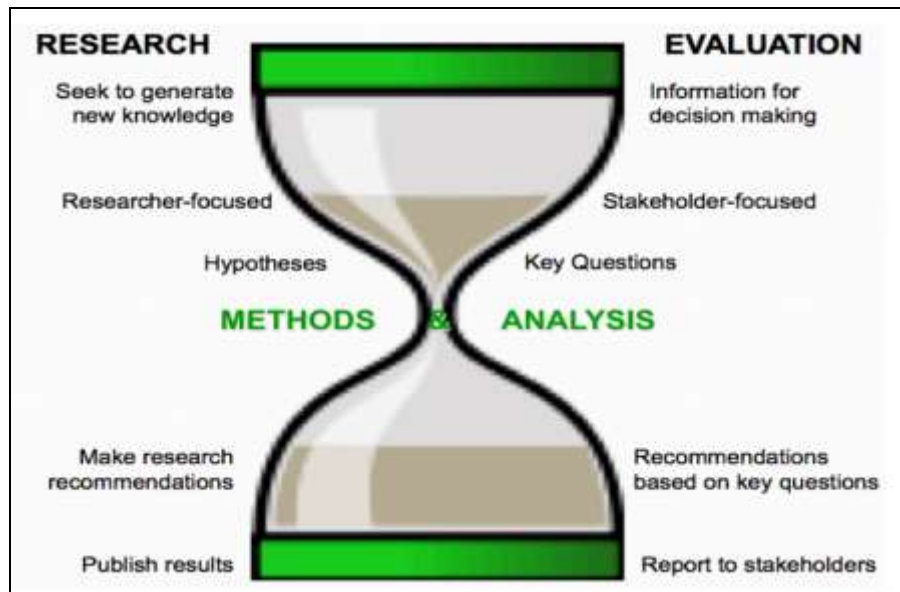 RESEARCH
EVALUATION
Seek to generate
new knowledge
Information for
decision making
Researcher-focused
Stakeholder-focused
Hypotheses
Key Questions
METHODS & ANALYSIS
Make research
recommendations
Recommendations
based on key questions
Publish results
Report to stakeholders